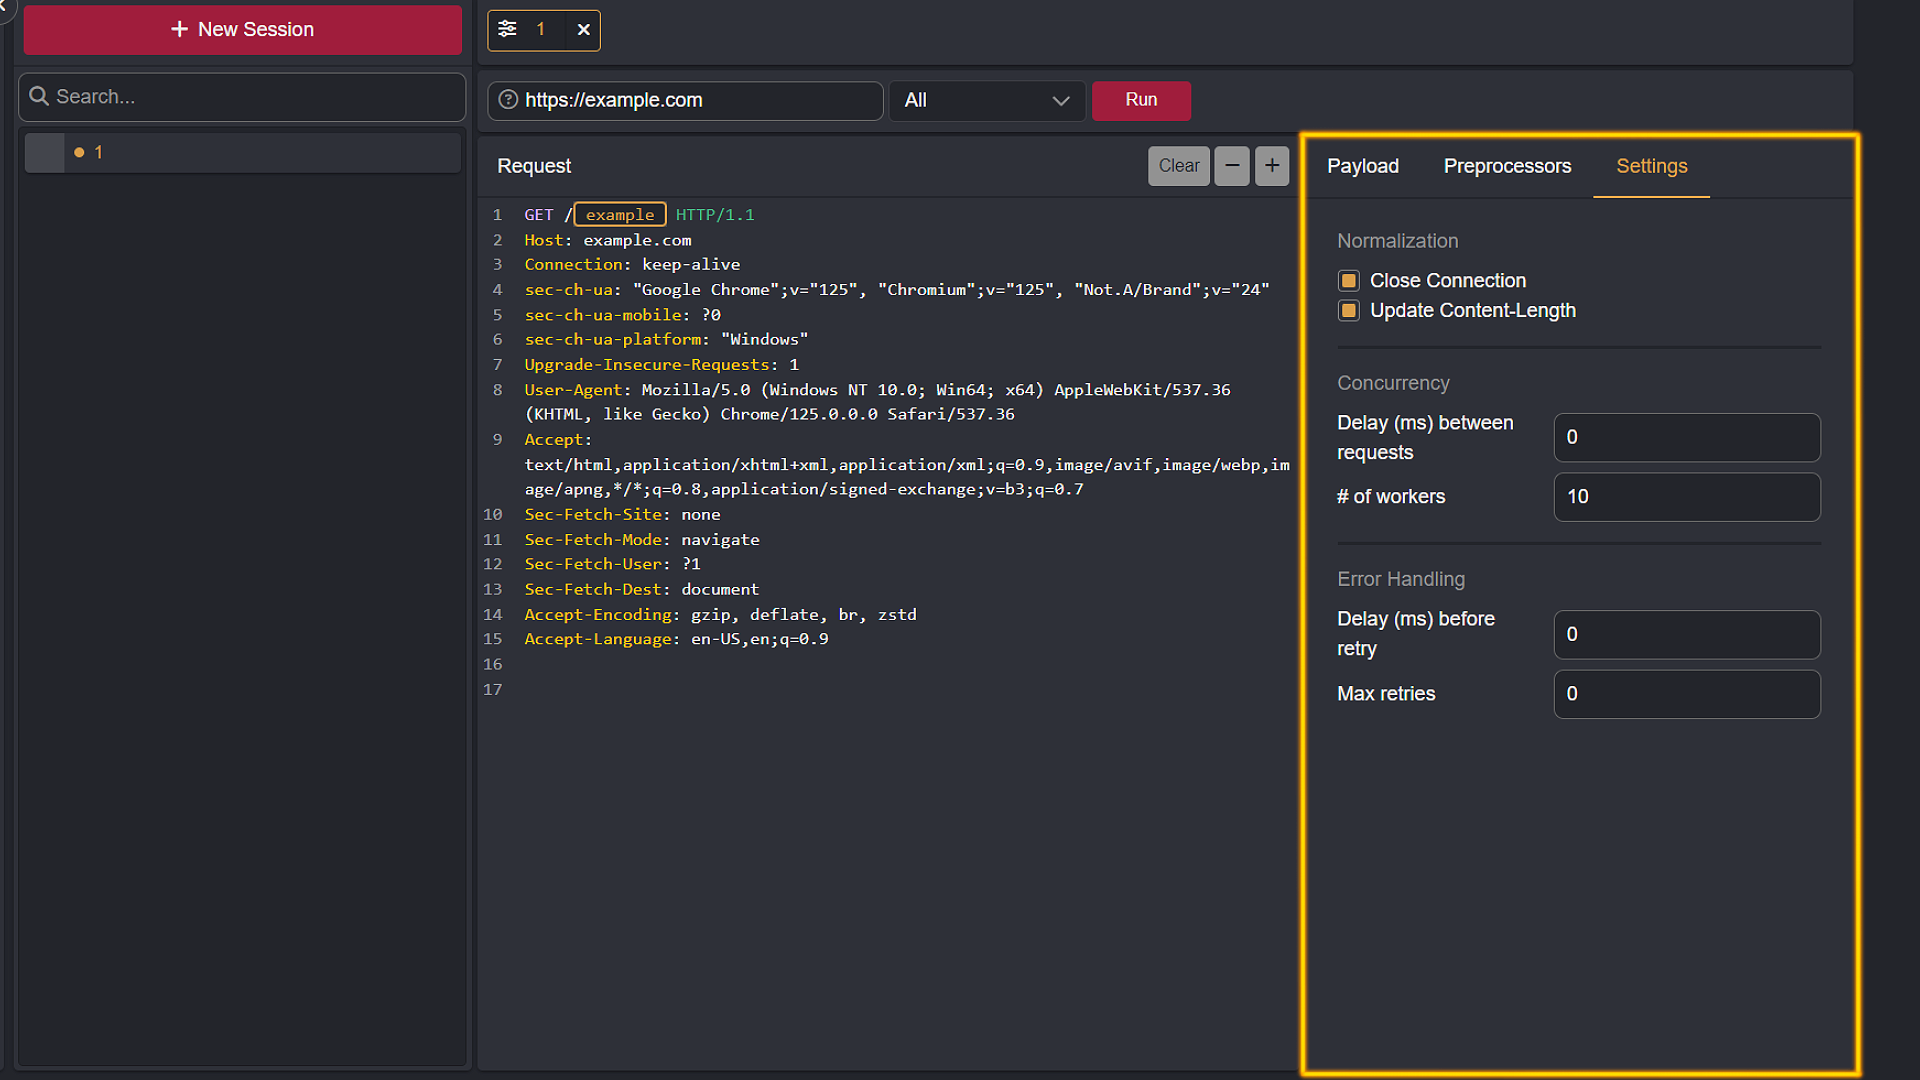 New Session
Search...
1
1
https://example.com
All
Run
Request
Clear
1 GET /example HTTP/1.1
2 Host: example.com
3 Connection: keep-alive
4 sec-ch-ua: "Google Chrome";v="125", "Chromium";v="125", "Not.A/Brand";v="24"
5 sec-ch-ua-mobile: ?0
6 sec-ch-ua-platform: "Windows"
7 Upgrade-Insecure-Requests: 1
8 User-Agent: Mozilla/5.0 (Windows NT 10.0; Win64; x64) AppleWebKit/537.36
(KHTML, like Gecko) Chrome/125.0.0.0 Safari/537.36
9 Accept:
text/html,application/xhtml+xml,application/xml;q=0.9,image/avif,image/webp,im
age/apng,*/*;q=0.8,application/signed-exchange;v=b3;q=0.7
10 Sec-Fetch-Site: none
11 Sec-Fetch-Mode: navigate
12 Sec-Fetch-User: ?1
13 Sec-Fetch-Dest: document
14 Accept-Encoding: gzip, deflate, br, zstd
15 Accept-Language: en-US,en;q=0.9
16
17
Payload Preprocessors Settings
Normalization
Close Connection
Update Content-Length
Concurrency
Delay (ms) between
requests
0
# of workers
10
Error Handling
Delay (ms) before
retry
0
Max retries
0